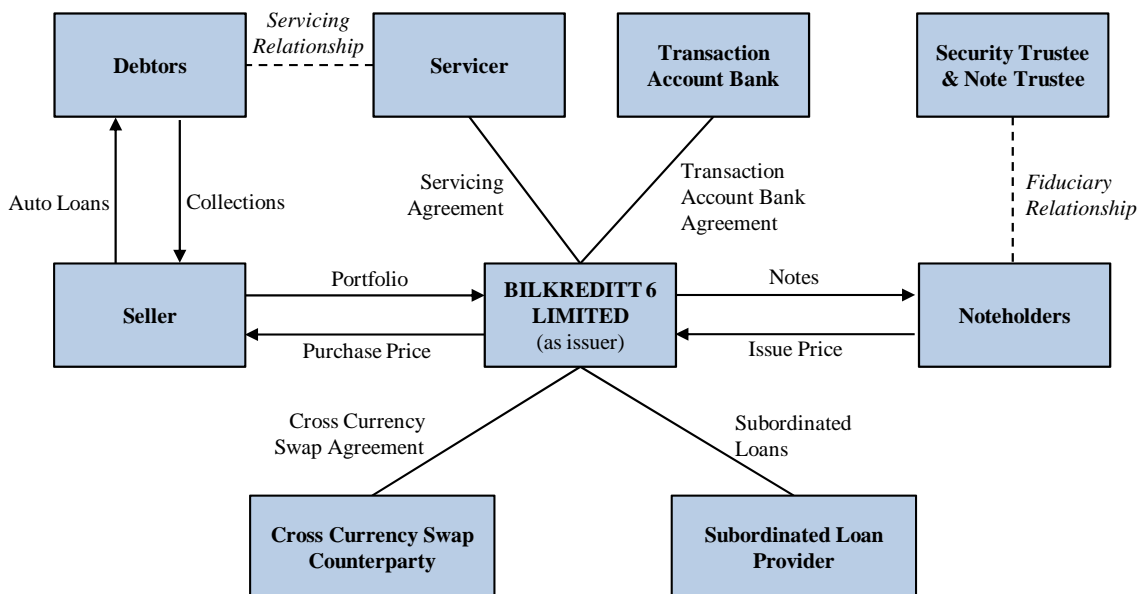 Servicing
Relationship
Debtors
Servicer
Transaction
Account Bank
Security Trustee
& Note Trustee
Auto Loans
Collections
Servicing
Agreement
Transaction
Account Bank
Agreement
Fiduciary
Relationship
Seller
Portfolio
Purchase Price
BILKREDITT 6
LIMITED
(as issuer)
Notes
Issue Price
Noteholders
Cross Currency
Swap Agreement
Subordinated
Loans
Cross Currency Swap
Counterparty
Subordinated Loan
Provider